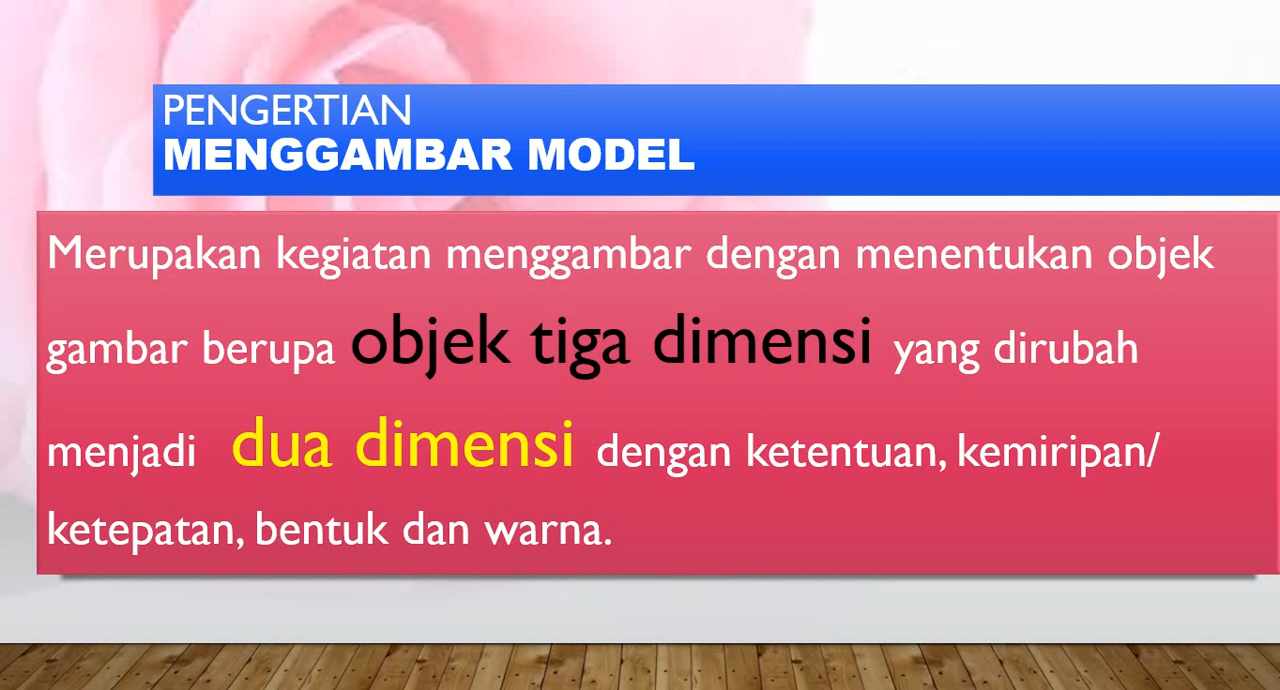 PENGERTIAN
MENGGAMBAR MODEL
Merupakan kegiatan menggambar dengan menentukan objek
gambar berupa objek tiga dimensi yang dirubah
menjadi dua dimensi dengan ketentuan, kemiripan/
ketepatan, bentuk dan warna.